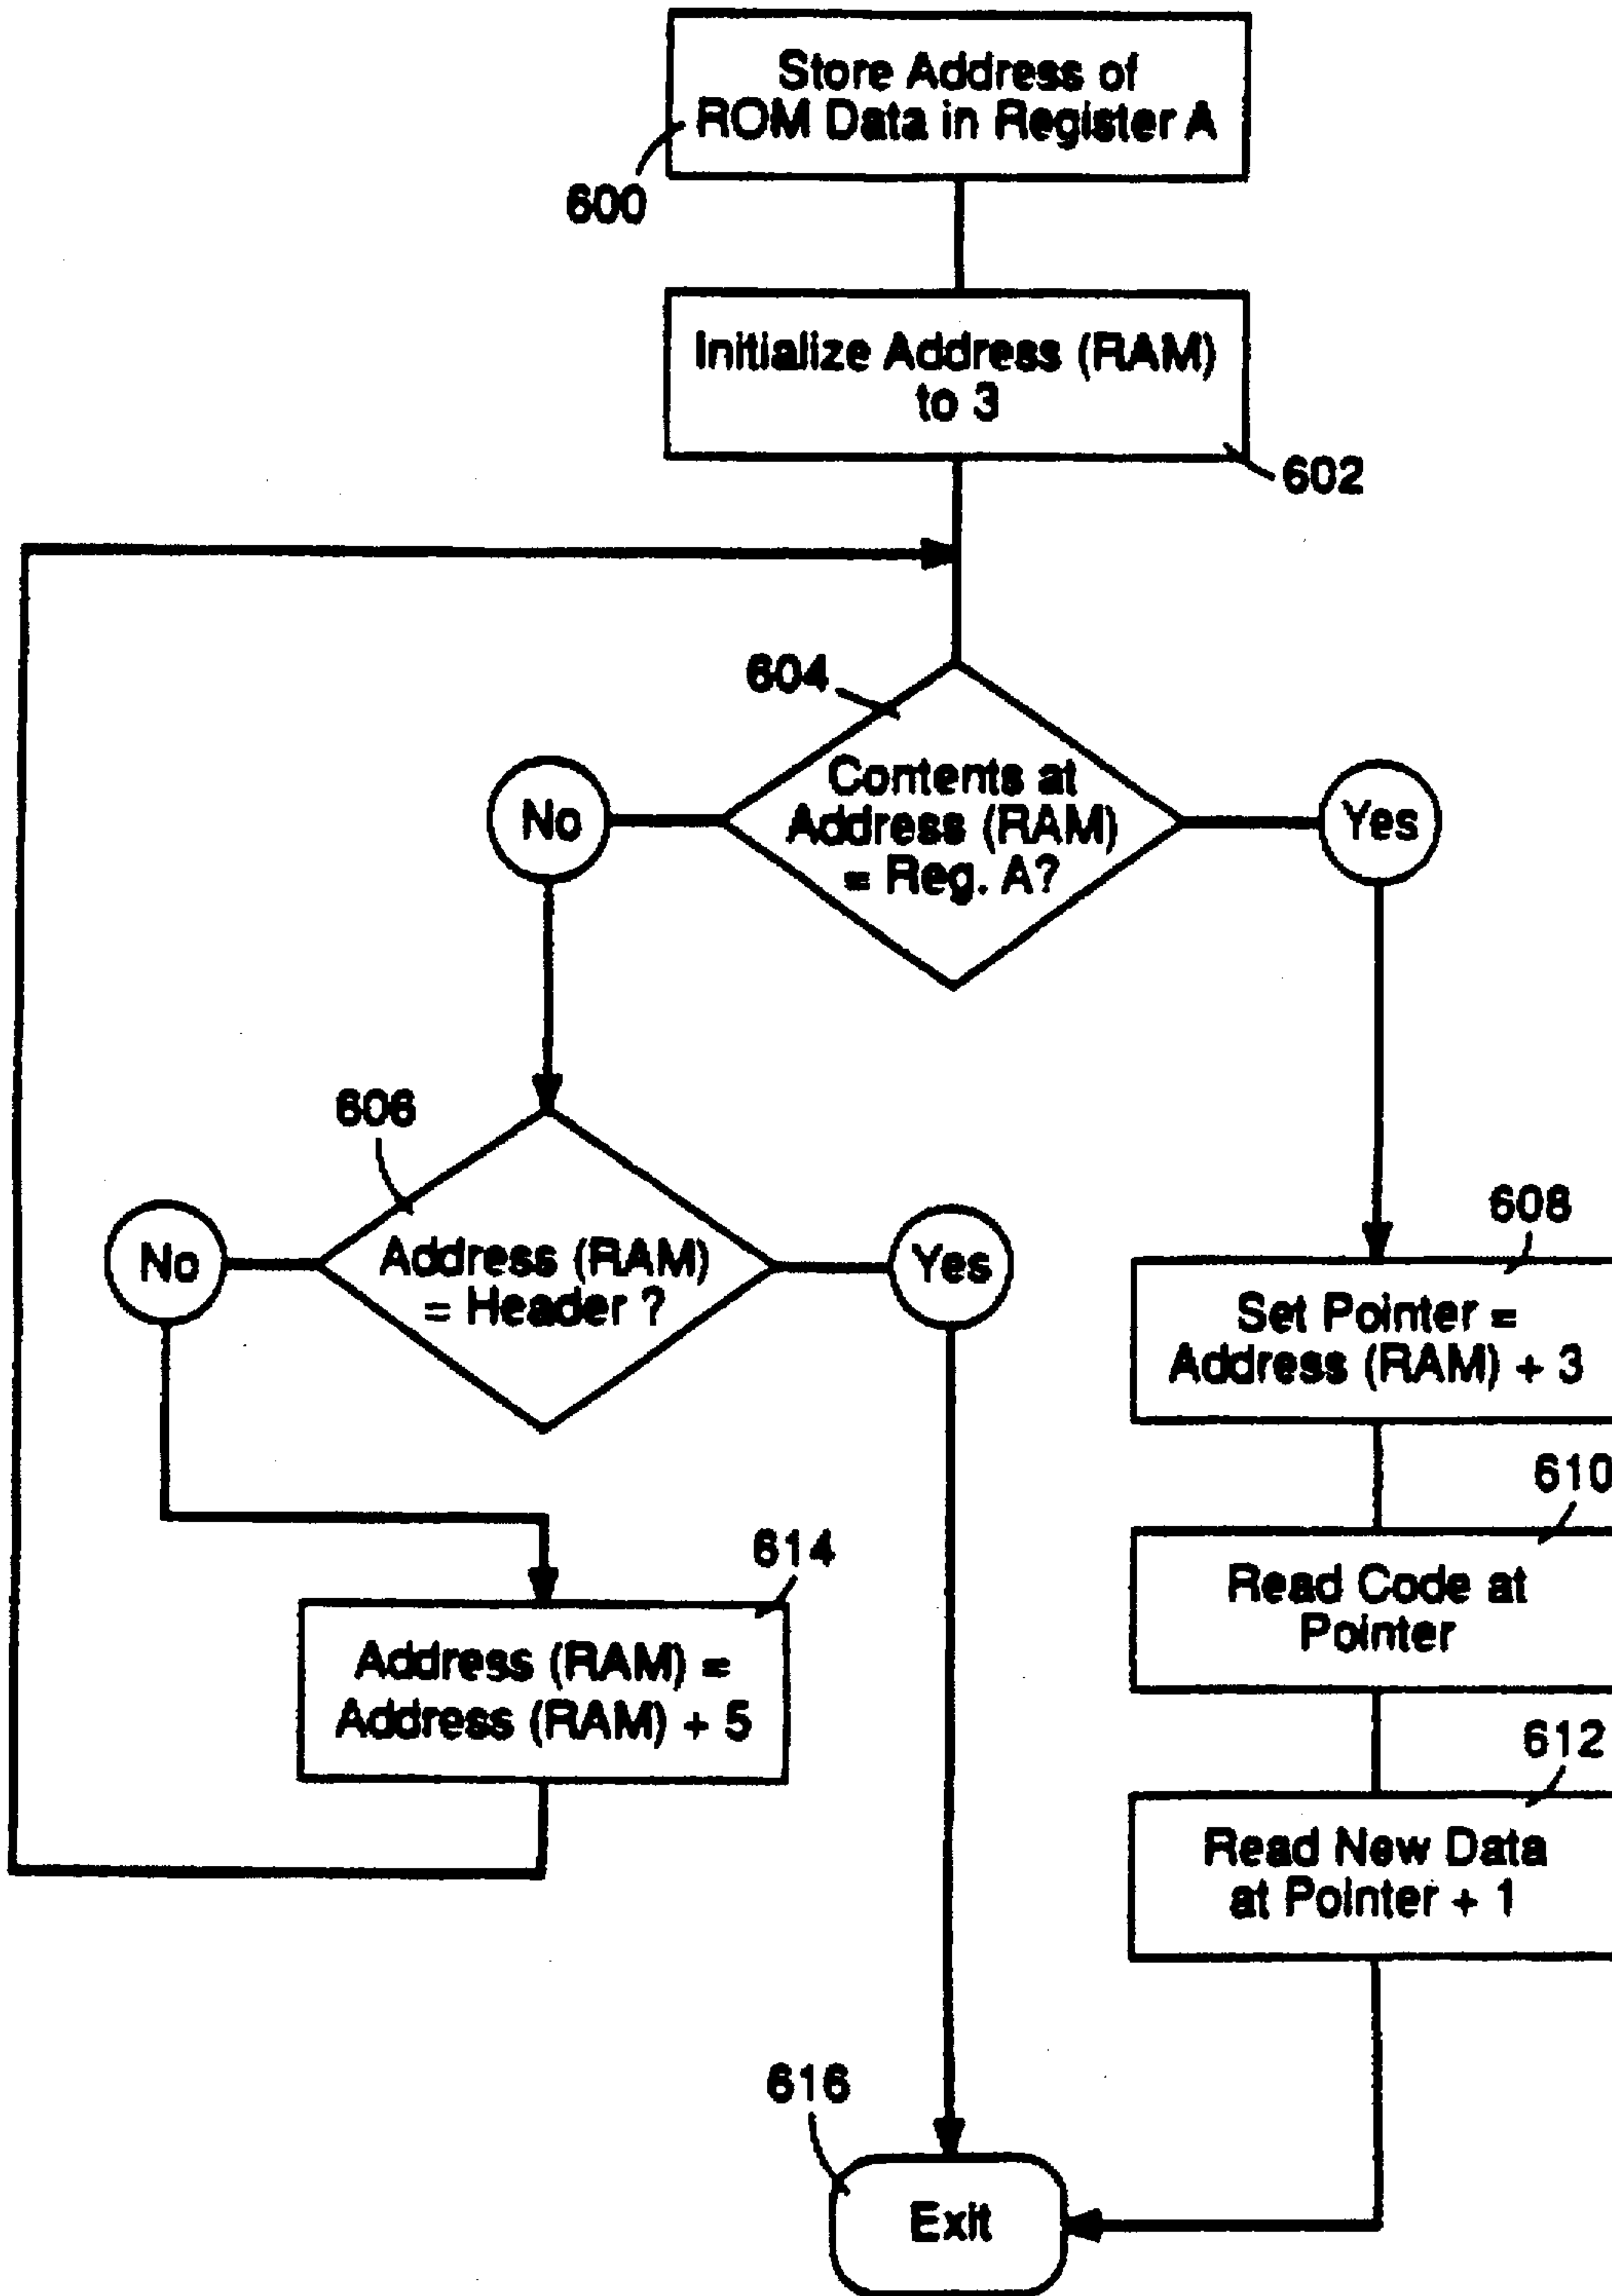 Store Address of
ROM Data in Register A
600
Initialize Address (RAM)
to 3
602
604
Contents at
Address (RAM)
= Reg. A?
No
Yes
606
Address (RAM)
= Header ?
No
Yes
608
Set Pointer =
Address (RAM) + 3
610
Read Code at
Pointer
614
Address (RAM) =
Address (RAM) + 5
612
Read New Data
at Pointer + 1
616
Exit